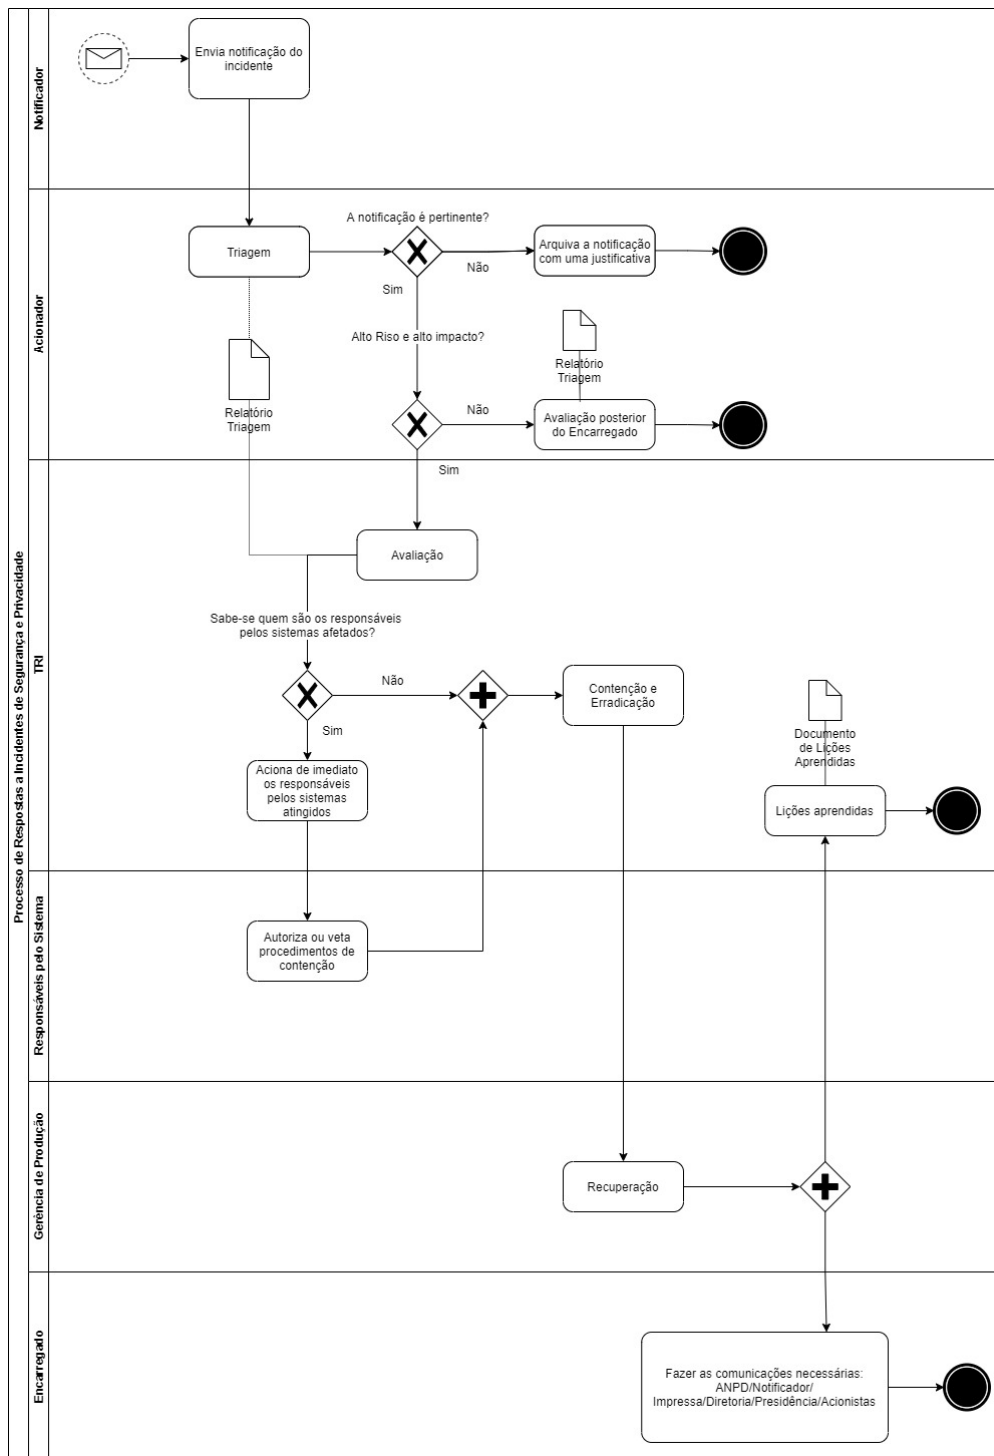 Processo de Respostas a Incidentes de Segurança e Privacidade
Notificador
Envia notificação do
incidente
Acionador
Triagem
A notificação é pertinente?
Não
Sim
Arquiva a notificação
com uma justificativa
Alto Riso e alto impacto?
Relatório
Triagem
Relatório
Triagem
Não
Avaliação posterior
do Encarregado
Sim
TRI
Avaliação
Sabe-se quem são os responsáveis
pelos sistemas afetados?
Não
Sim
Contenção e
Erradicação
Aciona de imediato
os responsáveis
pelos sistemas
atingidos
Documento
de Lições
Aprendidas
Lições aprendidas
Responsáveis pelo Sistema
Autoriza ou veta
procedimentos de
contenção
Gerência de Produção
Recuperação
Encarregado
Fazer as comunicações necessárias:
ANPD/Notificador/
Impressa/Diretoria/Presidência/Acionistas